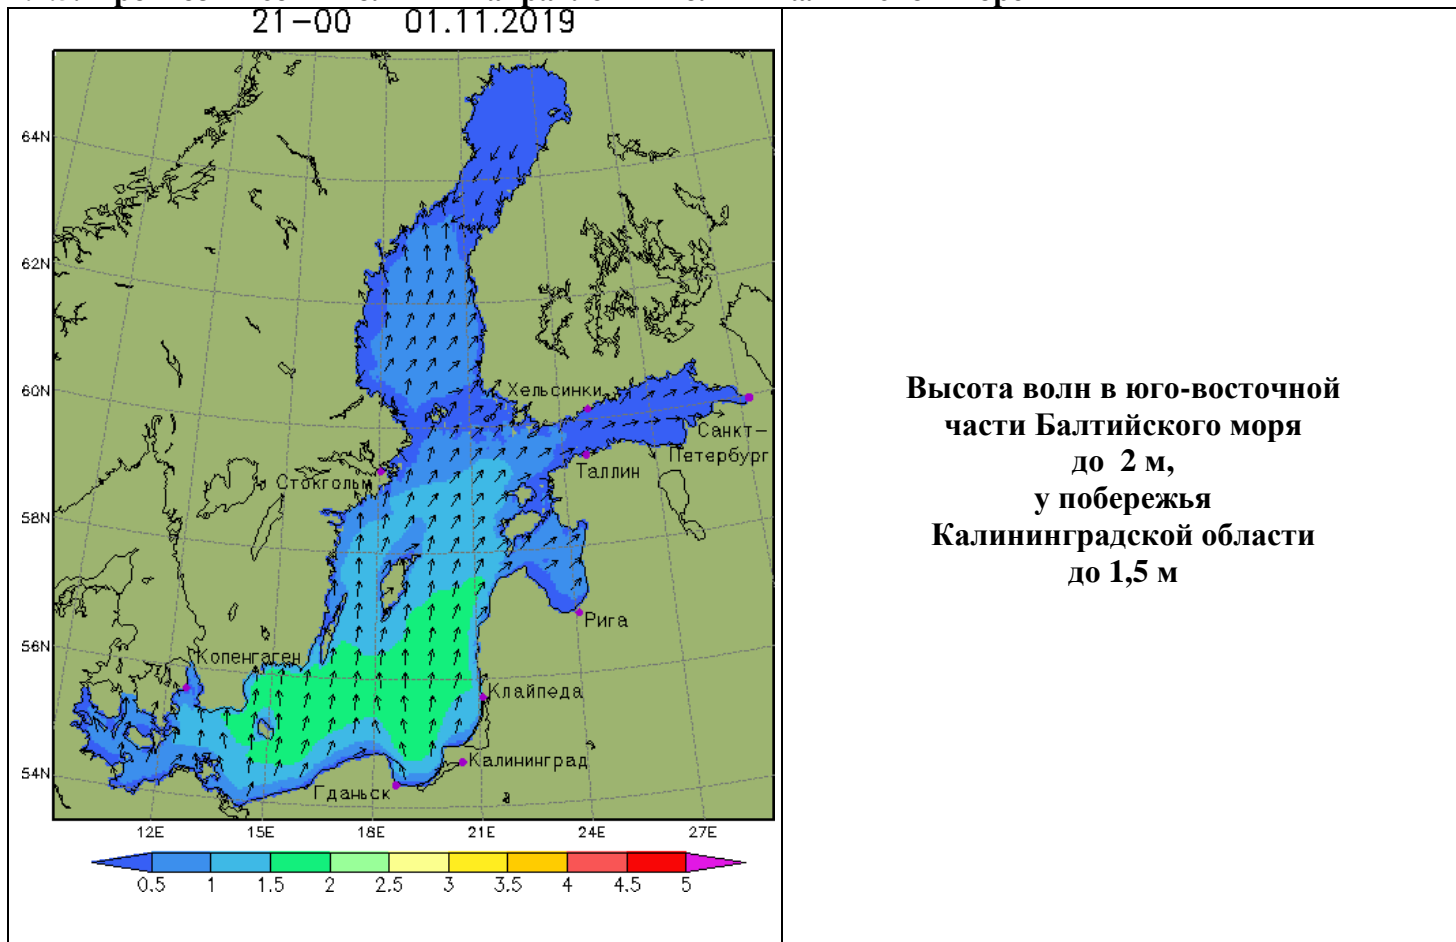 21-00 01.11.2019
64N
62N
60N
58N
56N
54N
Хельсинки
Санкт-
Петербург
Таллин
Стокгольм
Рига
Копенгаген
Клайпеда
Калининград
Гданьск
12E 15E 18E 21E 24E 27E
0.5 1 1.5 2 2.5 3 3.5 4 4.5 5
Высота волн в юго-восточной
части Балтийского моря
до 2 м,
у побережья
Калининградской области
до 1,5 м